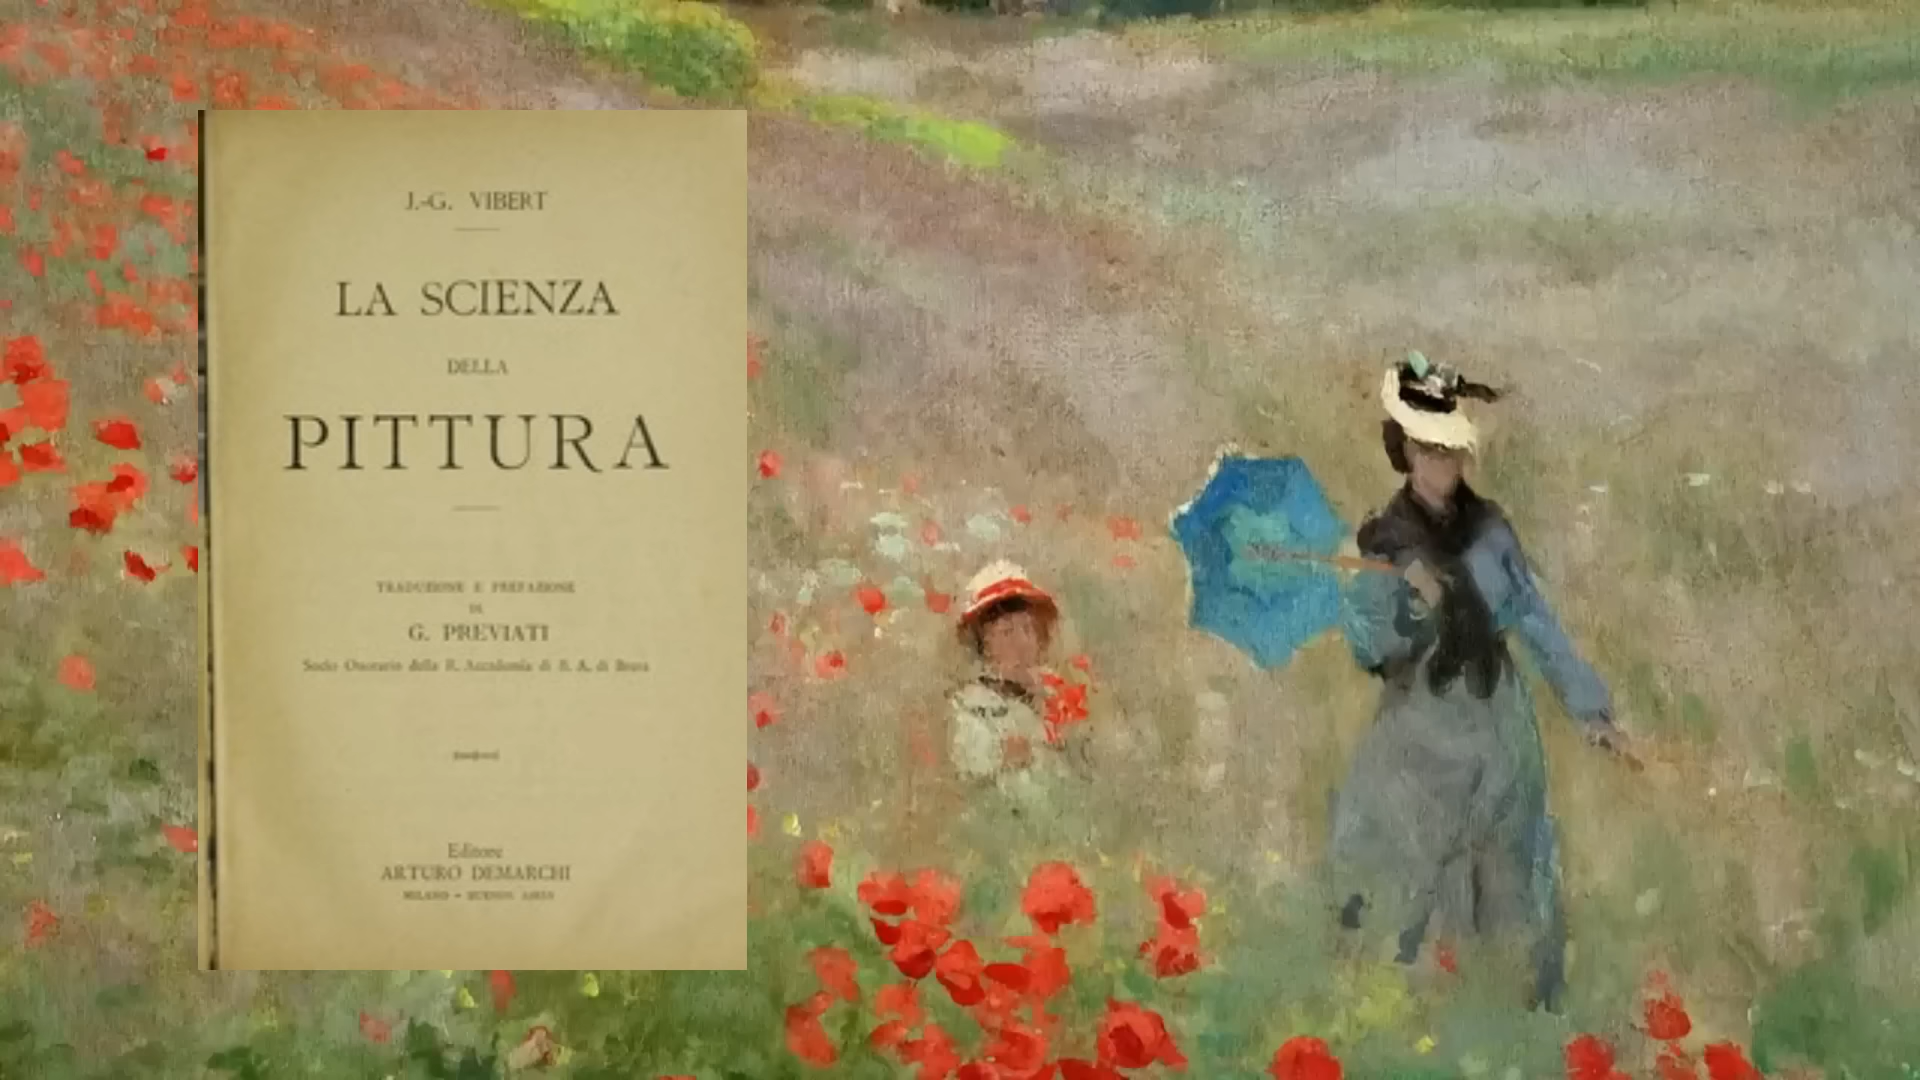 J.-G. VIBERT
LA SCIENZA
DELLA
PITTURA
TRADUZIONE E PREFAZIONE
DI
G. PREVIATI
Socio Onorario della R. Accademia di B. A. di Brera
Editore
ARTURO DEMARCHI
MILANO - BUENOS AIRES